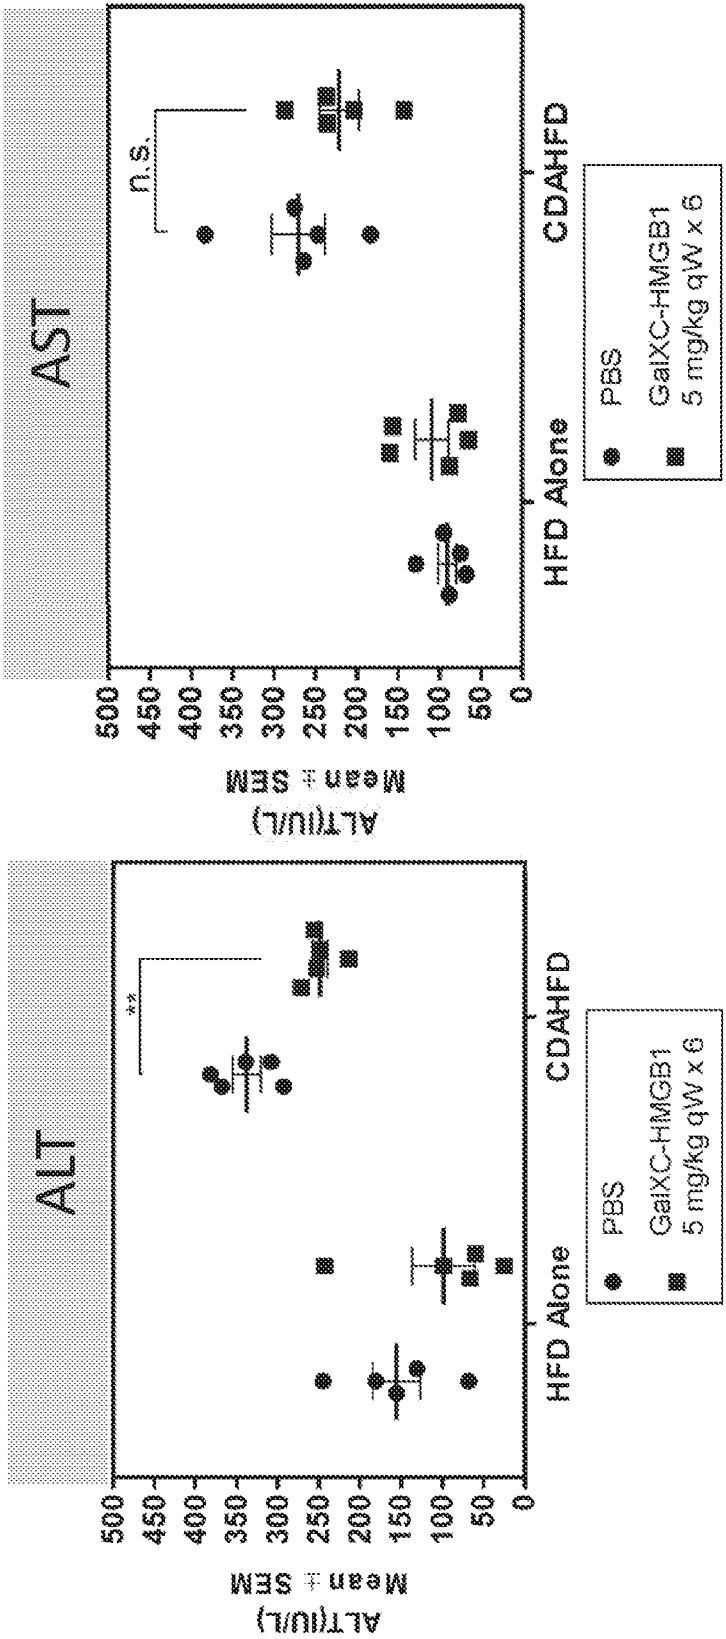 ALT
ALT(IU/L)
Mean ± SEM
500
450
400
350
300
250
200
150
100
50
0
**
HFD Alone
CDAHFD
PBS
GalXC-HMGB1
5 mg/kg qW x 6
AST
ALT(IU/L)
Mean ± SEM
500
450
400
350
300
250
200
150
100
50
0
n.s.
HFD Alone
CDAHFD
PBS
GalXC-HMGB1
5 mg/kg qW x 6